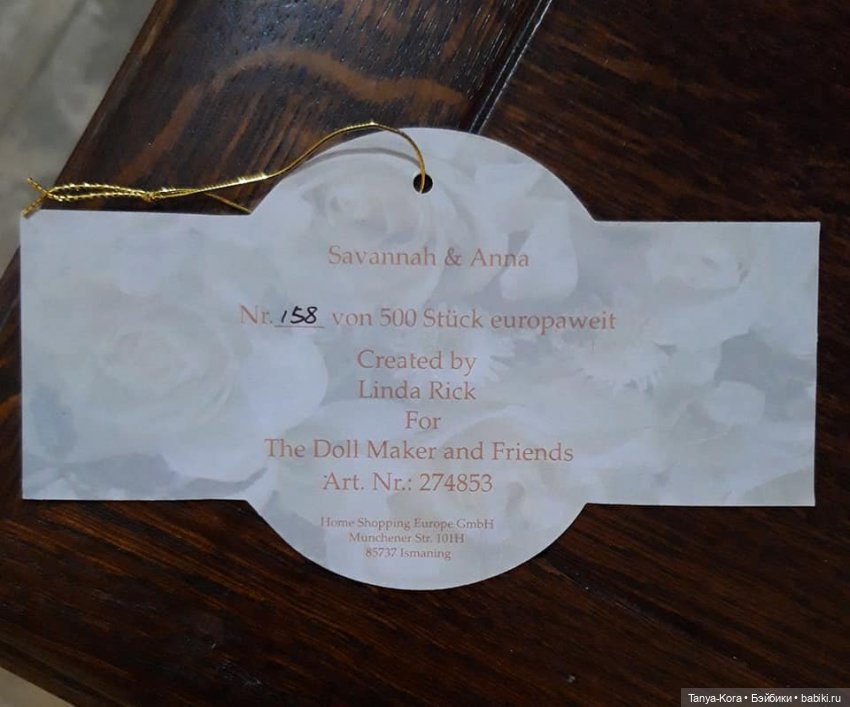 Savannah & Anna
Nr. 158 von 500 Stück europaweit
Created by
Linda Rick
For
The Doll Maker and Friends
Art. Nr.: 274853
Home Shopping Europe GmbH
Münchener Str. 101H
85737 Ismaning
Tanya-Kora • Бэйбики • babiki.ru